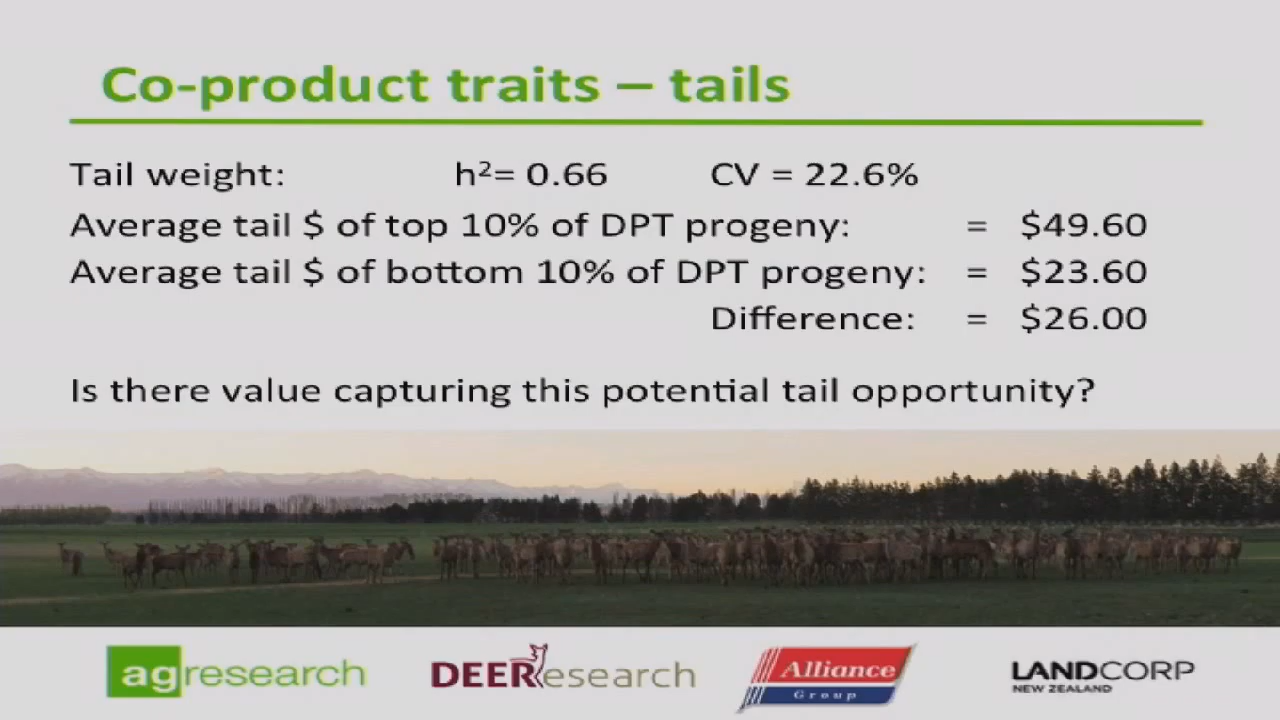 Co-product traits – tails
Tail weight: h²= 0.66 CV = 22.6%
Average tail $ of top 10% of DPT progeny: = $49.60
Average tail $ of bottom 10% of DPT progeny: = $23.60
Difference: = $26.00
Is there value capturing this potential tail opportunity?
agresearch
DEEResearch
Alliance
Group
LANDCORP
NEW ZEALAND